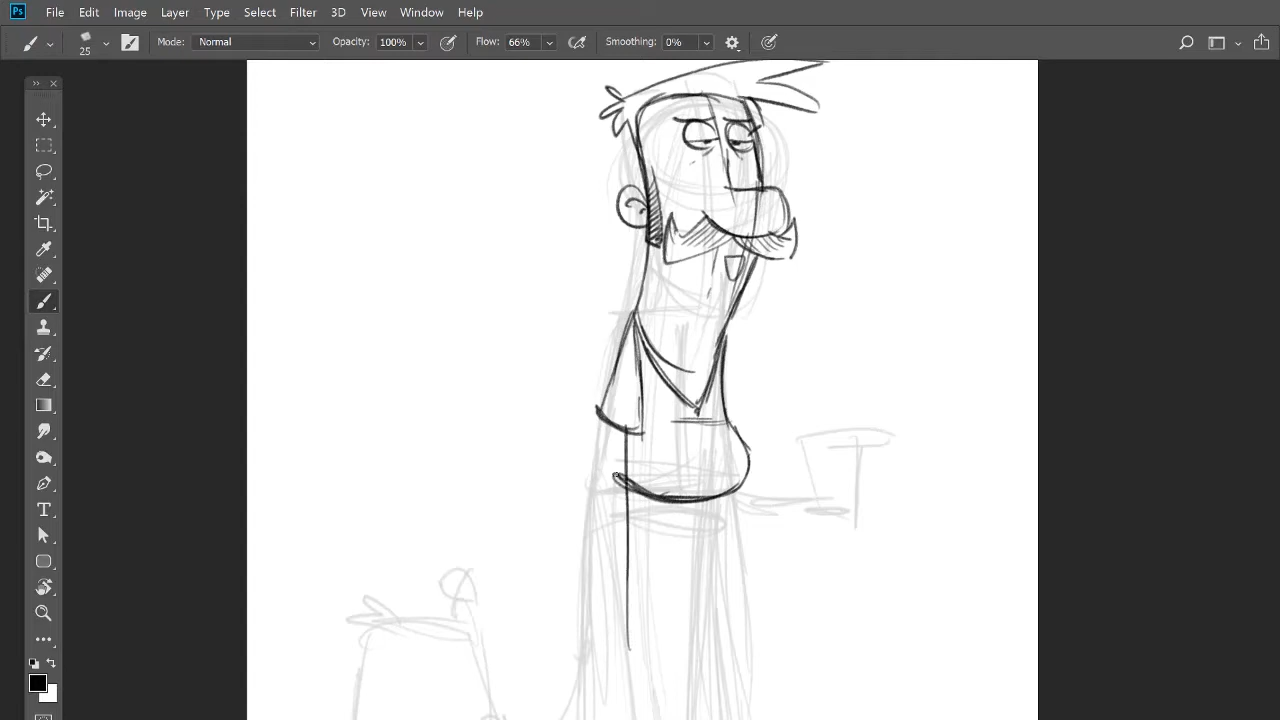 Ps File Edit Image Layer Type Select Filter 3D View Window Help
25 Mode: Normal Opacity: 100% Flow: 66% Smoothing: 0%
T